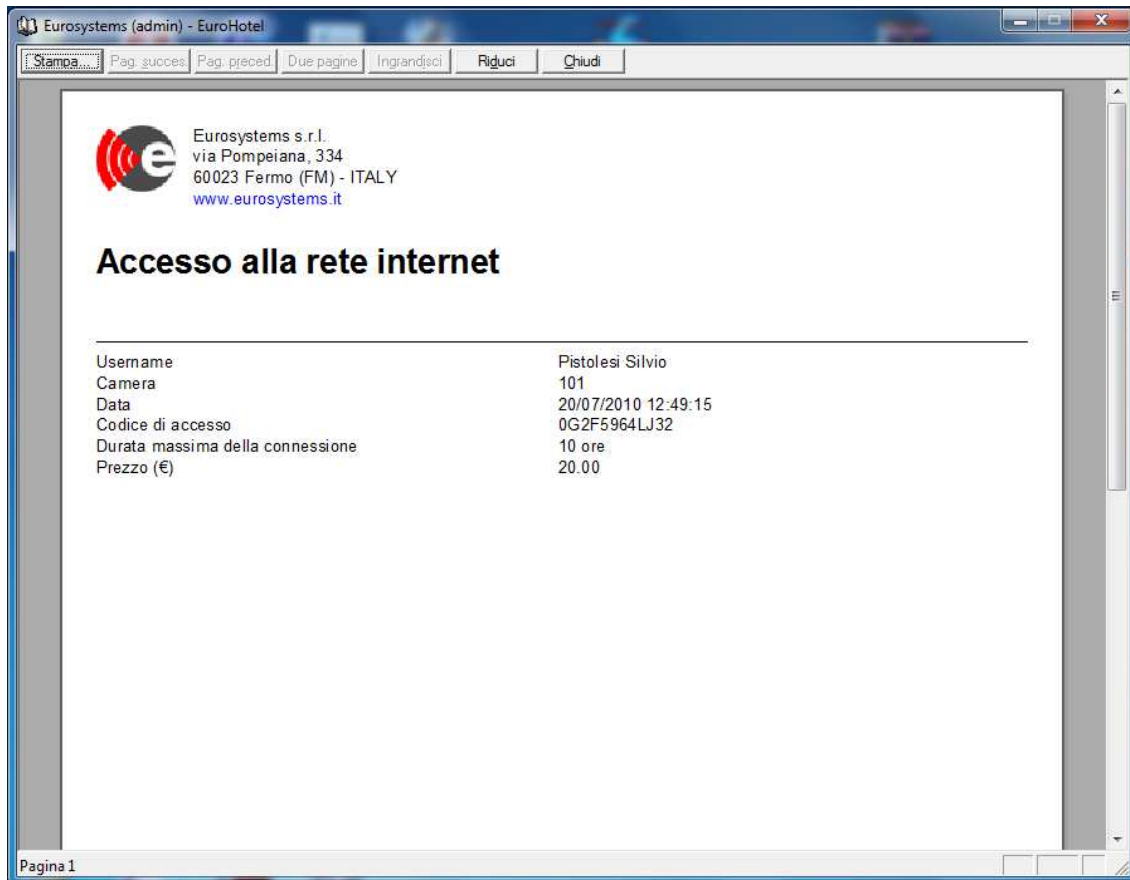 Eurosystems (admin) - EuroHotel
Stampa... Pag. succes. Pag. preced. Due pagine Ingrandisci Riduci Chiudi
e
Eurosystems s.r.l.
via Pompeiana, 334
60023 Fermo (FM) - ITALY
www.eurosystems.it
Accesso alla rete internet
Username Pistolesi Silvio
Camera 101
Data 20/07/2010 12:49:15
Codice di accesso 0G2F5964LJ32
Durata massima della connessione 10 ore
Prezzo (€) 20.00
Pagina 1